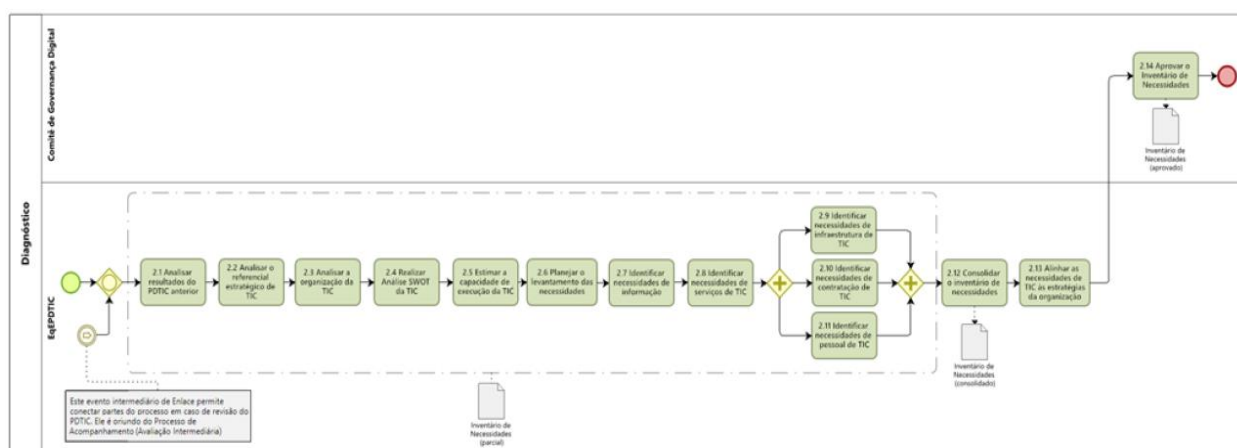 Diagnóstico
Comitê de Governança Digital
2.14 Aprovar o
Inventário de
Necessidades
Inventário de
Necessidades
(aprovado)
EqEPDTIC
2.1 Analisar
resultados do
PDTIC anterior
2.2 Analisar o
referencial
estratégico de
TIC
2.3 Analisar a
organização da
TIC
2.4 Realizar
Análise SWOT
da TIC
2.5 Estimar a
capacidade de
execução da TIC
2.6 Planejar o
levantamento das
necessidades
2.7 Identificar
necessidades de
informação
2.8 Identificar
necessidades de
serviços de TIC
2.9 Identificar
necessidades de
infraestrutura de
TIC
2.10 Identificar
necessidades de
contratação de
TIC
2.11 Identificar
necessidades de
pessoal de TIC
2.12 Consolidar
o inventário de
necessidades
2.13 Alinhar as
necessidades de
TIC às estratégias
da organização
Inventário de
Necessidades
(consolidado)
Este evento intermediário de Enlace permite
conectar partes do processo em caso de revisão do
PDTIC. Ele é oriundo do Processo de
Acompanhamento (Avaliação Intermediária)
Inventário de
Necessidades
(parcial)